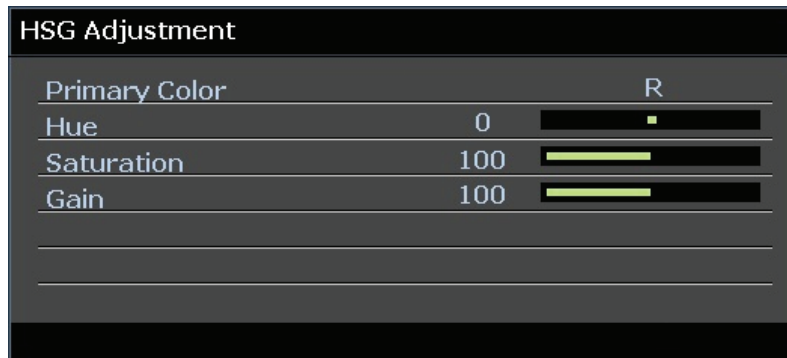 HSG Adjustment
Primary Color R
Hue 0
Saturation 100
Gain 100